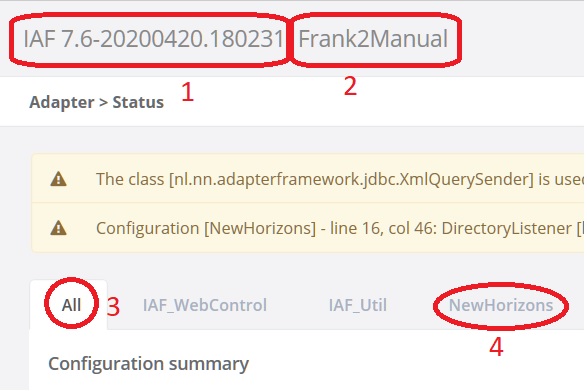 IAF 7.6-20200420.180231 Frank2Manual
1 2
Adapter > Status
The class [nl.nn.adapterframework.jdbc.XmlQuerySender] is used
Configuration [NewHorizons] - line 16, col 46: DirectoryListener [
All 3 IAF_WebControl IAF_Util NewHorizons
4
Configuration summary